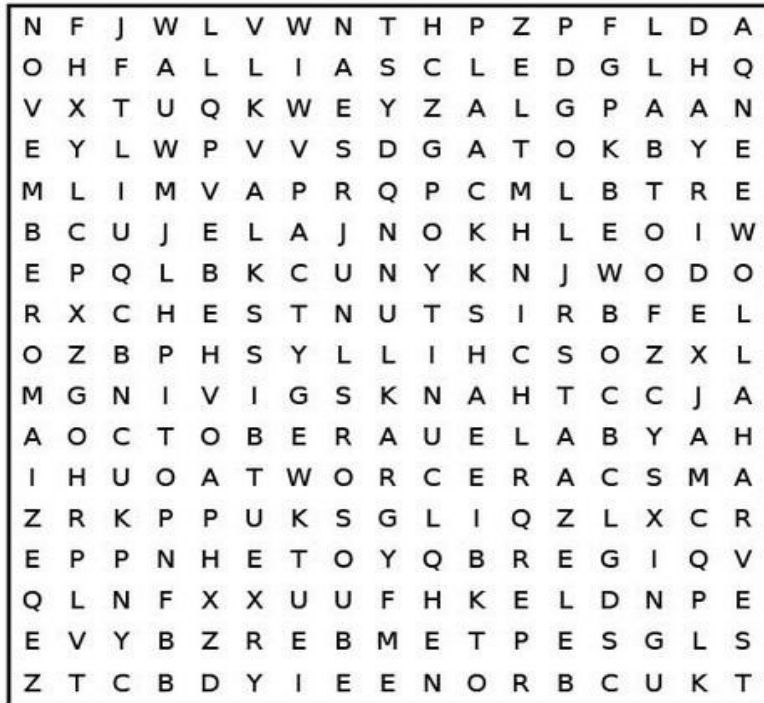 N F J W L V W N T H P Z P F L D A
O H F A L L I A S C L E D G L H Q
V X T U Q K W E Y Z A L G P A A N
E Y L W P V V S D G A T O K B Y E
M L I M V A P R Q P C M L B T R E
B C U J E L A J N O K H L E O I W
E P Q L B K C U N Y K N J W O D O
R X C H E S T N U T S I R B F E L
O Z B P H S Y L L I H C S O Z X L
M G N I V I G S K N A H T C C J A
A O C T O B E R A U E L A B Y A H
I H U O A T W O R C E R A C S M A
Z R K P P U K S G L I Q Z L X C R
E P P N H E T O Y Q B R E G I Q V
Q L N F X X U U F H K E L D N P E
E V Y B Z R E B M E T P E S G L S
Z T C B D Y I E E N O R B C U K T